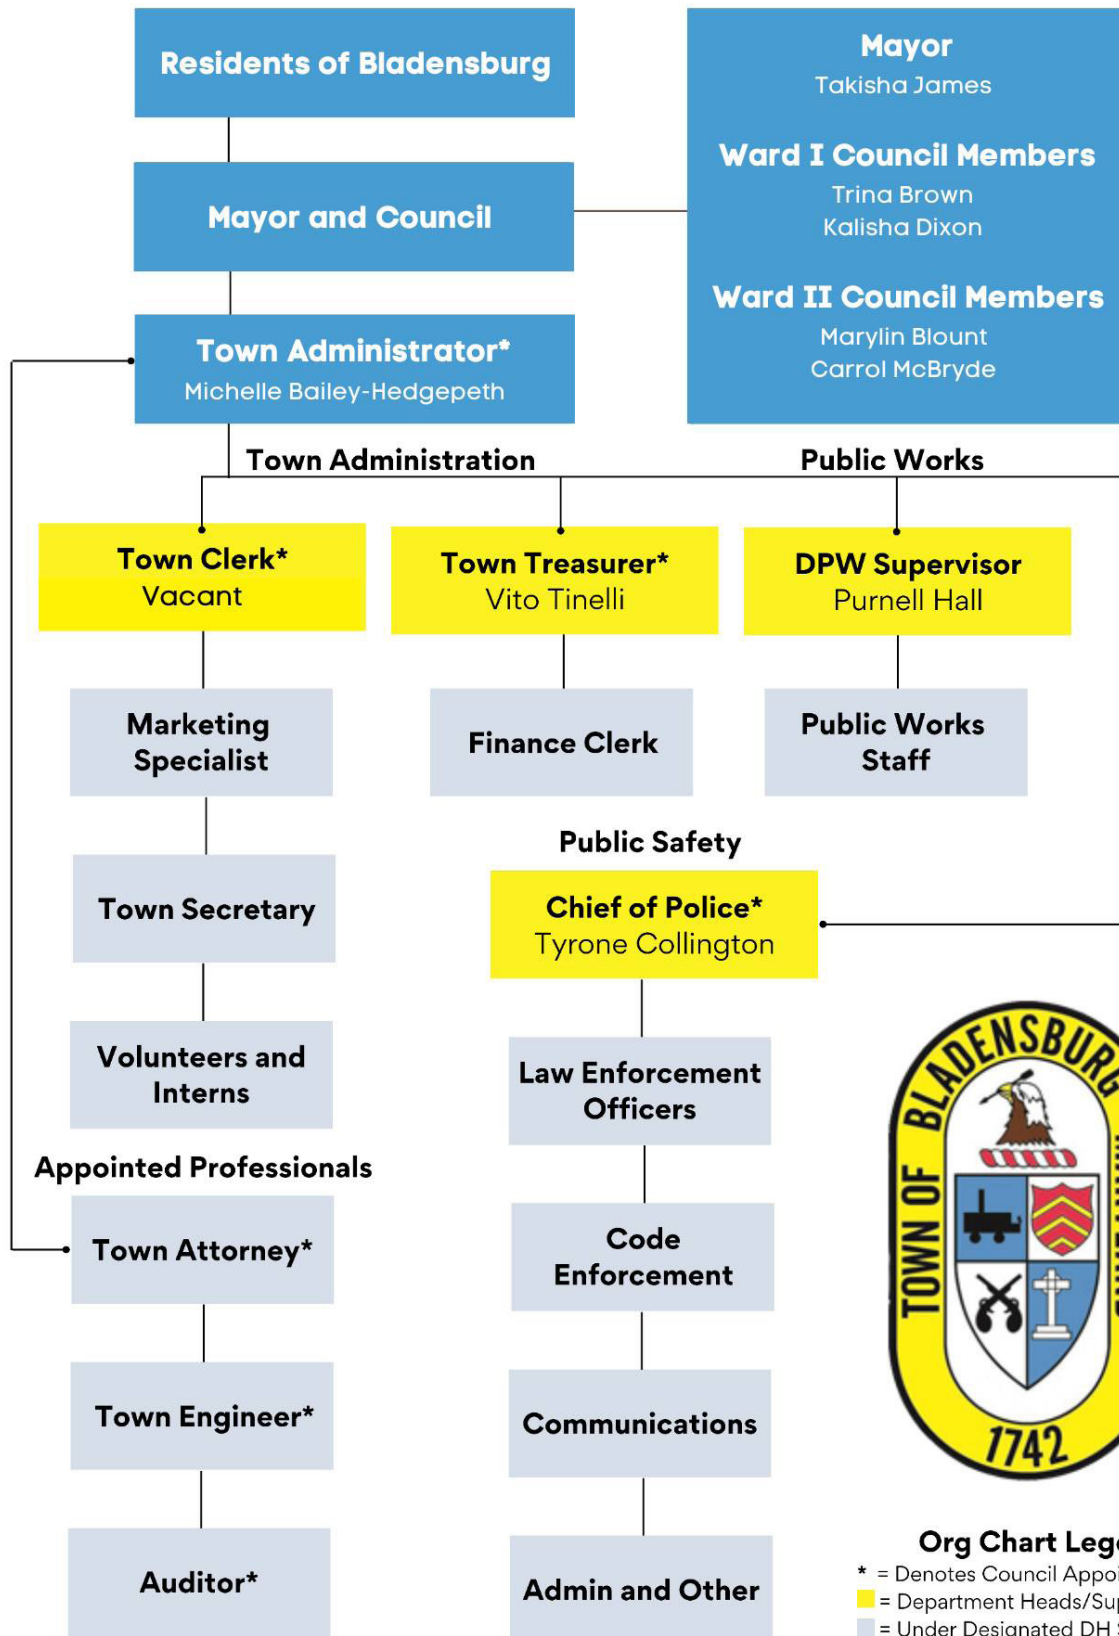 Residents of Bladensburg
Mayor and Council
Town Administrator*
Michelle Bailey-Hedgepeth
Mayor
Takisha James
Ward I Council Members
Trina Brown
Kalisha Dixon
Ward II Council Members
Marylin Blount
Carrol McBryde
Town Administration
Public Works
Town Clerk*
Vacant
Town Treasurer*
Vito Tinelli
DPW Supervisor
Purnell Hall
Marketing
Specialist
Finance Clerk
Public Works
Staff
Town Secretary
Volunteers and
Interns
Public Safety
Chief of Police*
Tyrone Collington
Law Enforcement
Officers
Code
Enforcement
Communications
Admin and Other
Appointed Professionals
Town Attorney*
Town Engineer*
Auditor*
TOWN OF BLADENSBURG
1742
Org Chart
* = Denotes Council
= Department Heads/
= Under Designated DH